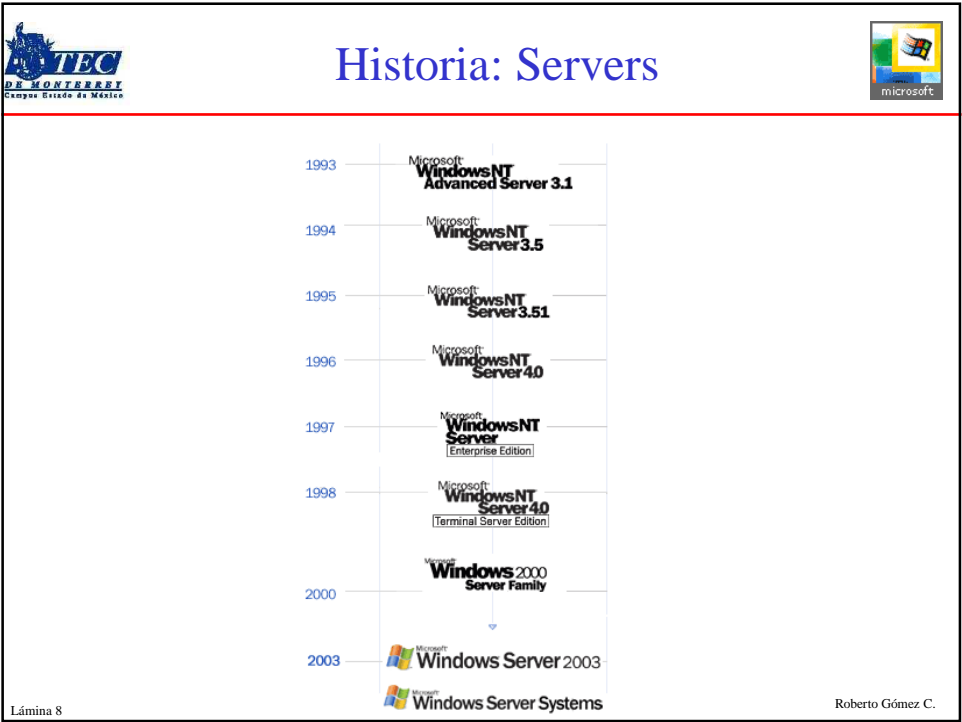 TEC
DE MONTERREY
Campus Estado de México
Historia: Servers
microsoft
1993
Microsoft
WindowsNT
Advanced Server 3.1
1994
Microsoft
WindowsNT
Server 3.5
1995
Microsoft
WindowsNT
Server 3.51
1996
Microsoft
WindowsNT
Server 4.0
1997
Microsoft
WindowsNT
Server
Enterprise Edition
1998
Microsoft
WindowsNT
Server 4.0
Terminal Server Edition
Microsoft
Windows 2000
Server Family
2000
2003
Microsoft
Windows Server 2003
Microsoft
Windows Server Systems
Lámina 8
Roberto Gómez C.